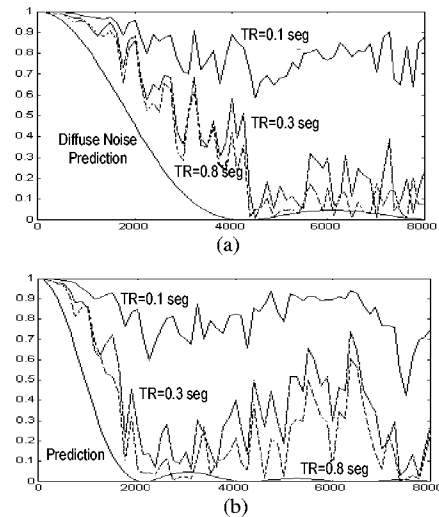 1
0.9
0.8
0.7
0.6
0.5
0.4
0.3
0.2
0.1
0
TR=0.1 seg
TR=0.3 seg
Diffuse Noise
Prediction
TR=0.8 seg
0 2000 4000 6000 8000
(a)
1
0.9
0.8
0.7
0.6
0.5
0.4
0.3
0.2
0.1
0
TR=0.1 seg
TR=0.3 seg
Prediction
TR=0.8 seg
0 2000 4000 6000 8000
(b)